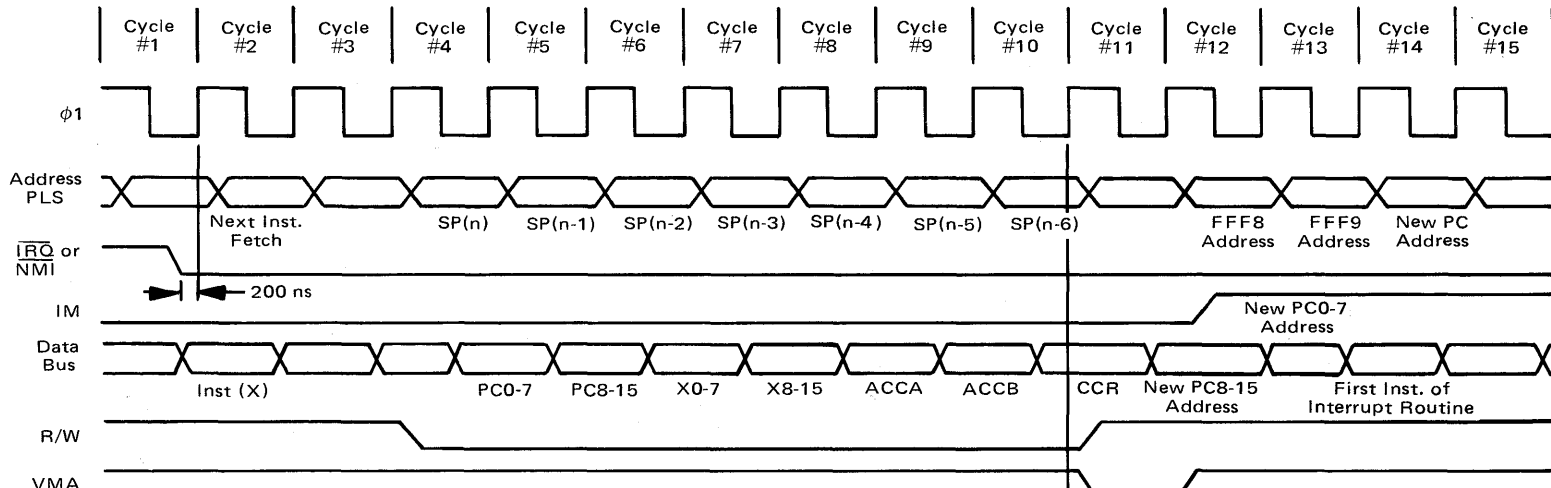 Cycle #1
Cycle #2
Cycle #3
Cycle #4
Cycle #5
Cycle #6
Cycle #7
Cycle #8
Cycle #9
Cycle #10
Cycle #11
Cycle #12
Cycle #13
Cycle #14
Cycle #15
ϕ1
Address
PLS
Next Inst.
Fetch
SP(n)
SP(n-1)
SP(n-2)
SP(n-3)
SP(n-4)
SP(n-5)
SP(n-6)
FFF8
Address
FFF9
Address
New PC
Address
IRQ or
NMI
200 ns
IM
New PC0-7
Address
Data
Bus
Inst (X)
PC0-7
PC8-15
X0-7
X8-15
ACCA
ACCB
CCR
New PC8-15
Address
First Inst. of
Interrupt Routine
R/W
VMA